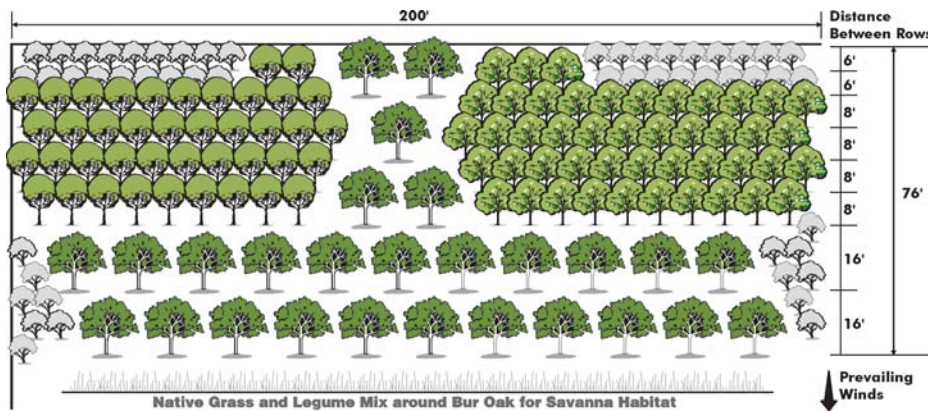 200'
Distance
Between Rows
6'
6'
8'
8'
8'
8'
76'
16'
16'
Prevailing
Winds
Native Grass and Legume Mix around Bur Oak for Savanna Habitat